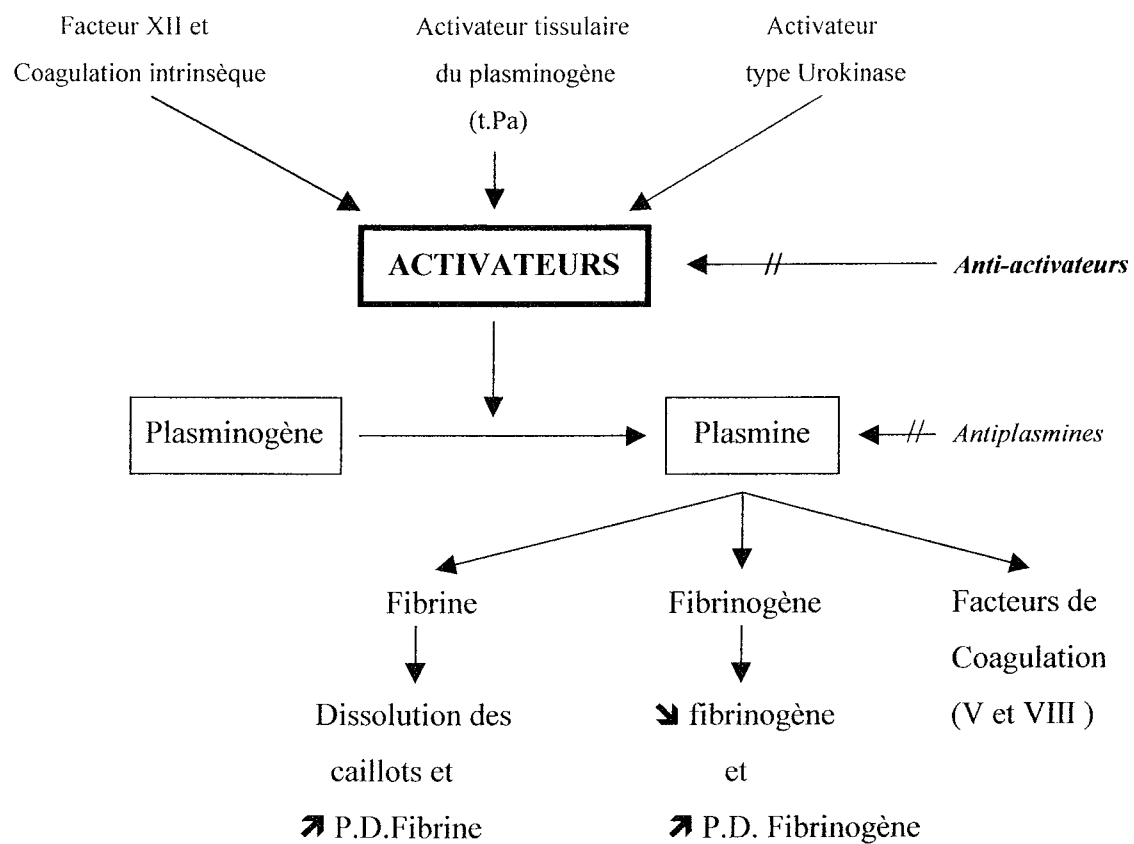 Facteur XII et
Coagulation intrinsèque
Activateur tissulaire
du plasminogène
(t.Pa)
Activateur
type Urokinase
ACTIVATEURS
Anti-activateurs
Plasminogène
Plasmine
Antiplasmines
Fibrine
Dissolution des
caillots et
↗ P.D.Fibrine
Fibrinogène
↘ fibrinogène
et
↗ P.D. Fibrinogène
Facteurs de
Coagulation
(V et VIII )